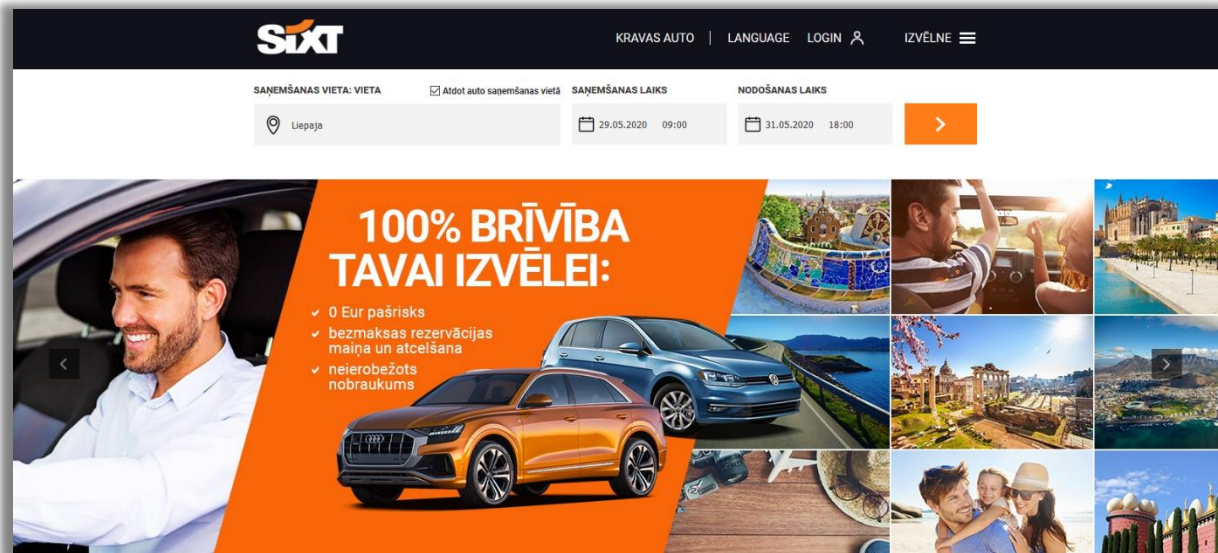 SIXT
KRAVAS AUTO | LANGUAGE LOGIN IZVĒLNE
SAŅEMŠANAS VIETA: VIETA Atdot auto saņemšanas vietā SAŅEMŠANAS LAIKS NODOŠANAS LAIKS
Liepaja 29.05.2020 09:00 31.05.2020 18:00
100% BRĪVĪBA
TAVAI IZVĒLEI:
0 Eur pašrisks
bezmaksas rezervācijas
maiņa un atcelšana
neierobežots
nobraukums